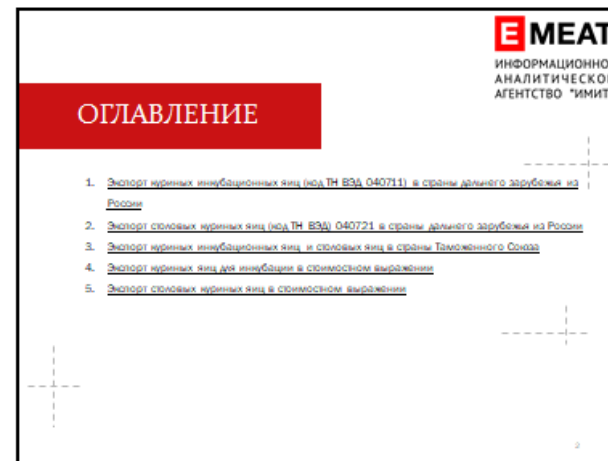 EMEAT
ИНФОРМАЦИОННО
АНАЛИТИЧЕСКО
АГЕНТСТВО "ИМИТ
ОГЛАВЛЕНИЕ
1. Экспорт куриных инкубационных яиц (код ТН ВЭД 040711) в страны дальнего зарубежья из
России
2. Экспорт столовых куриных яиц (код ТН ВЭД) 040721 в страны дальнего зарубежья из России
3. Экспорт куриных инкубационных яиц и столовых яиц в страны Таможенного Союза
4. Экспорт куриных яиц для инкубации в стоимостном выражении
5. Экспорт столовых куриных яиц в стоимостном выражении
2